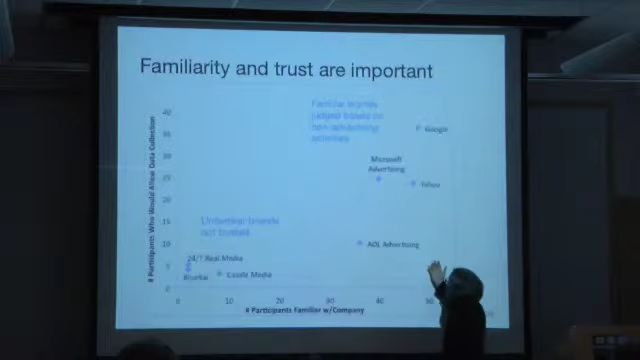 Familiarity and trust are important
# Participants Who Would Allow Data Collection
40
35
30
25
20
15
10
5
0
Familiar brands
judged based on
non-advertising
activities
Google
Microsoft
Advertising
Yahoo
Unfamiliar brands
not trusted
AOL Advertising
24/7 Real Media
BlueKai
Casale Media
0
10
20
30
40
# Participants Familiar w/Company